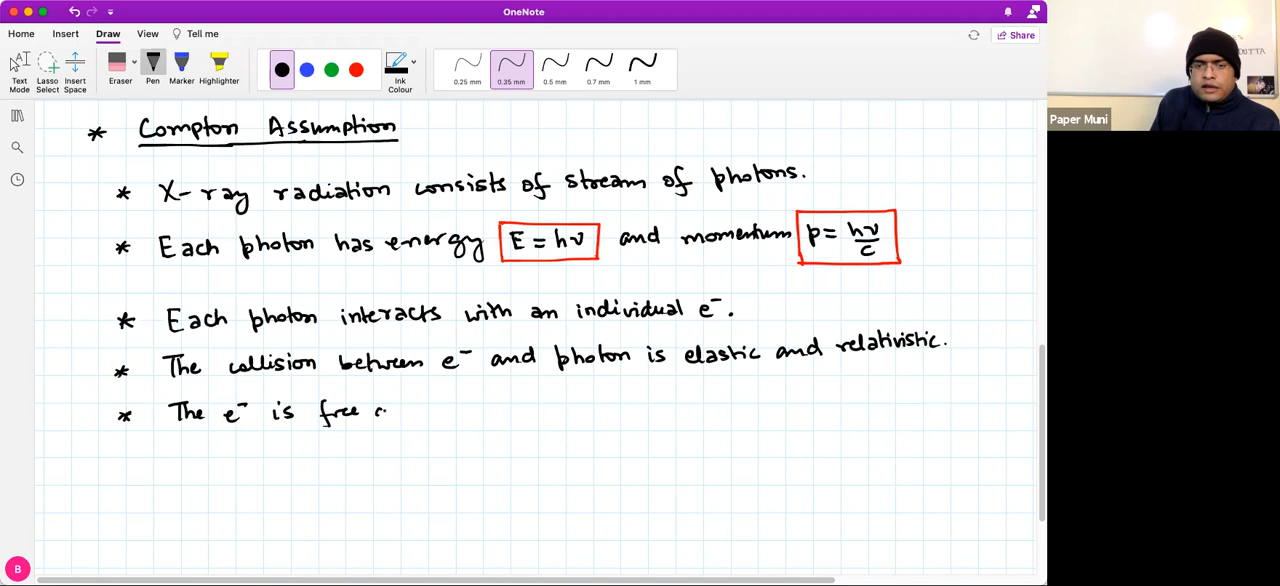 OneNote
Home Insert Draw View Tell me
Share
Text Mode
Lasso Select
Insert Space
Eraser
Pen
Marker
Highlighter
Ink Colour
0.25 mm
0.35 mm
0.5 mm
0.7 mm
1 mm
Paper Muni
* Compton Assumption
* X-ray radiation consists of stream of photons.
* Each photon has energy E = hν and momentum p = hν/c
* Each photon interacts with an individual e⁻.
* The collision between e⁻ and photon is elastic and relativistic.
* The e⁻ is free
B